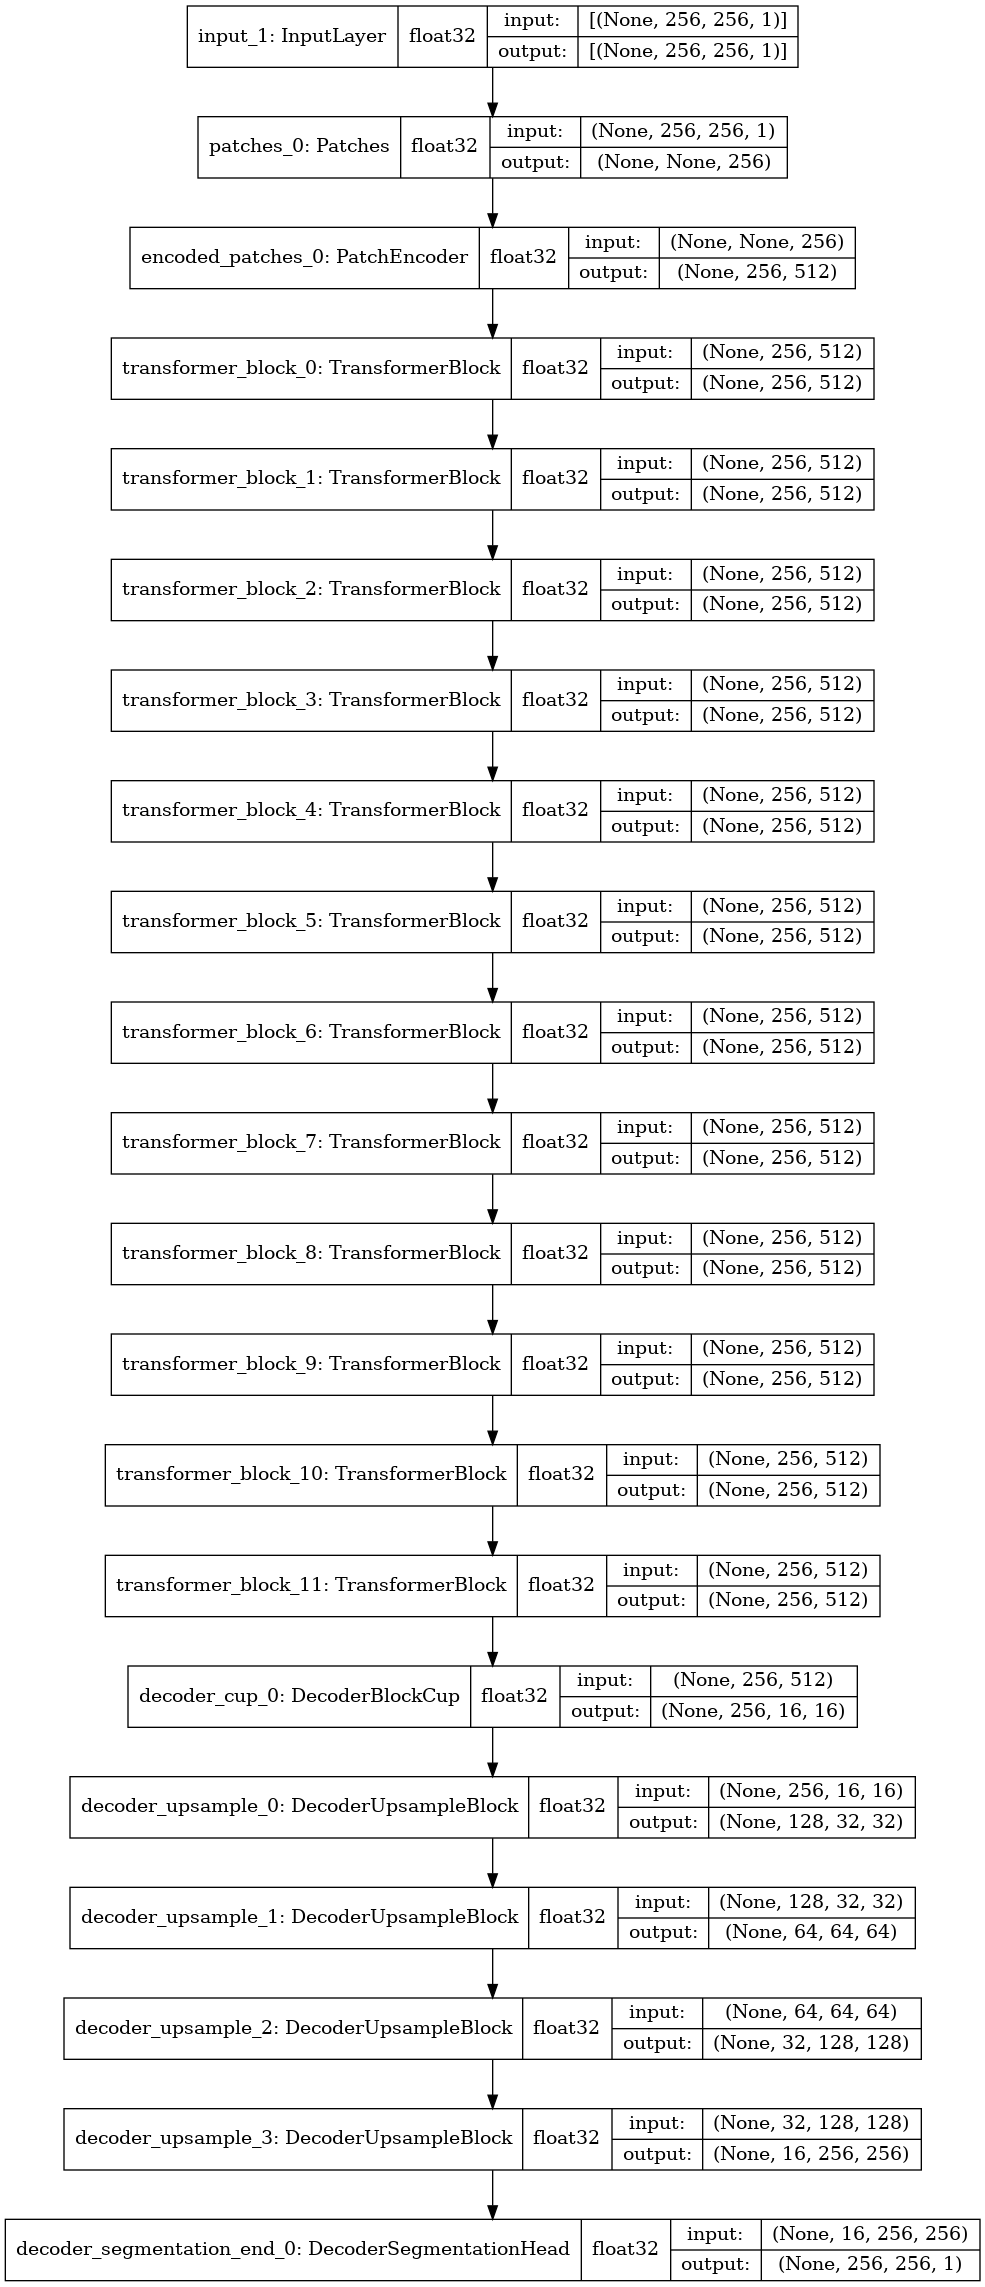 input_1: InputLayer float32 input: [(None, 256, 256, 1)]
output: [(None, 256, 256, 1)]
patches_0: Patches float32 input: (None, 256, 256, 1)
output: (None, None, 256)
encoded_patches_0: PatchEncoder float32 input: (None, None, 256)
output: (None, 256, 512)
transformer_block_0: TransformerBlock float32 input: (None, 256, 512)
output: (None, 256, 512)
transformer_block_1: TransformerBlock float32 input: (None, 256, 512)
output: (None, 256, 512)
transformer_block_2: TransformerBlock float32 input: (None, 256, 512)
output: (None, 256, 512)
transformer_block_3: TransformerBlock float32 input: (None, 256, 512)
output: (None, 256, 512)
transformer_block_4: TransformerBlock float32 input: (None, 256, 512)
output: (None, 256, 512)
transformer_block_5: TransformerBlock float32 input: (None, 256, 512)
output: (None, 256, 512)
transformer_block_6: TransformerBlock float32 input: (None, 256, 512)
output: (None, 256, 512)
transformer_block_7: TransformerBlock float32 input: (None, 256, 512)
output: (None, 256, 512)
transformer_block_8: TransformerBlock float32 input: (None, 256, 512)
output: (None, 256, 512)
transformer_block_9: TransformerBlock float32 input: (None, 256, 512)
output: (None, 256, 512)
transformer_block_10: TransformerBlock float32 input: (None, 256, 512)
output: (None, 256, 512)
transformer_block_11: TransformerBlock float32 input: (None, 256, 512)
output: (None, 256, 512)
decoder_cup_0: DecoderBlockCup float32 input: (None, 256, 512)
output: (None, 256, 16, 16)
decoder_upsample_0: DecoderUpsampleBlock float32 input: (None, 256, 16, 16)
output: (None, 128, 32, 32)
decoder_upsample_1: DecoderUpsampleBlock float32 input: (None, 128, 32, 32)
output: (None, 64, 64, 64)
decoder_upsample_2: DecoderUpsampleBlock float32 input: (None, 64, 64, 64)
output: (None, 32, 128, 128)
decoder_upsample_3: DecoderUpsampleBlock float32 input: (None, 32, 128, 128)
output: (None, 16, 256, 256)
decoder_segmentation_end_0: DecoderSegmentationHead float32 input: (None, 16, 256, 256)
output: (None, 256, 256, 1)